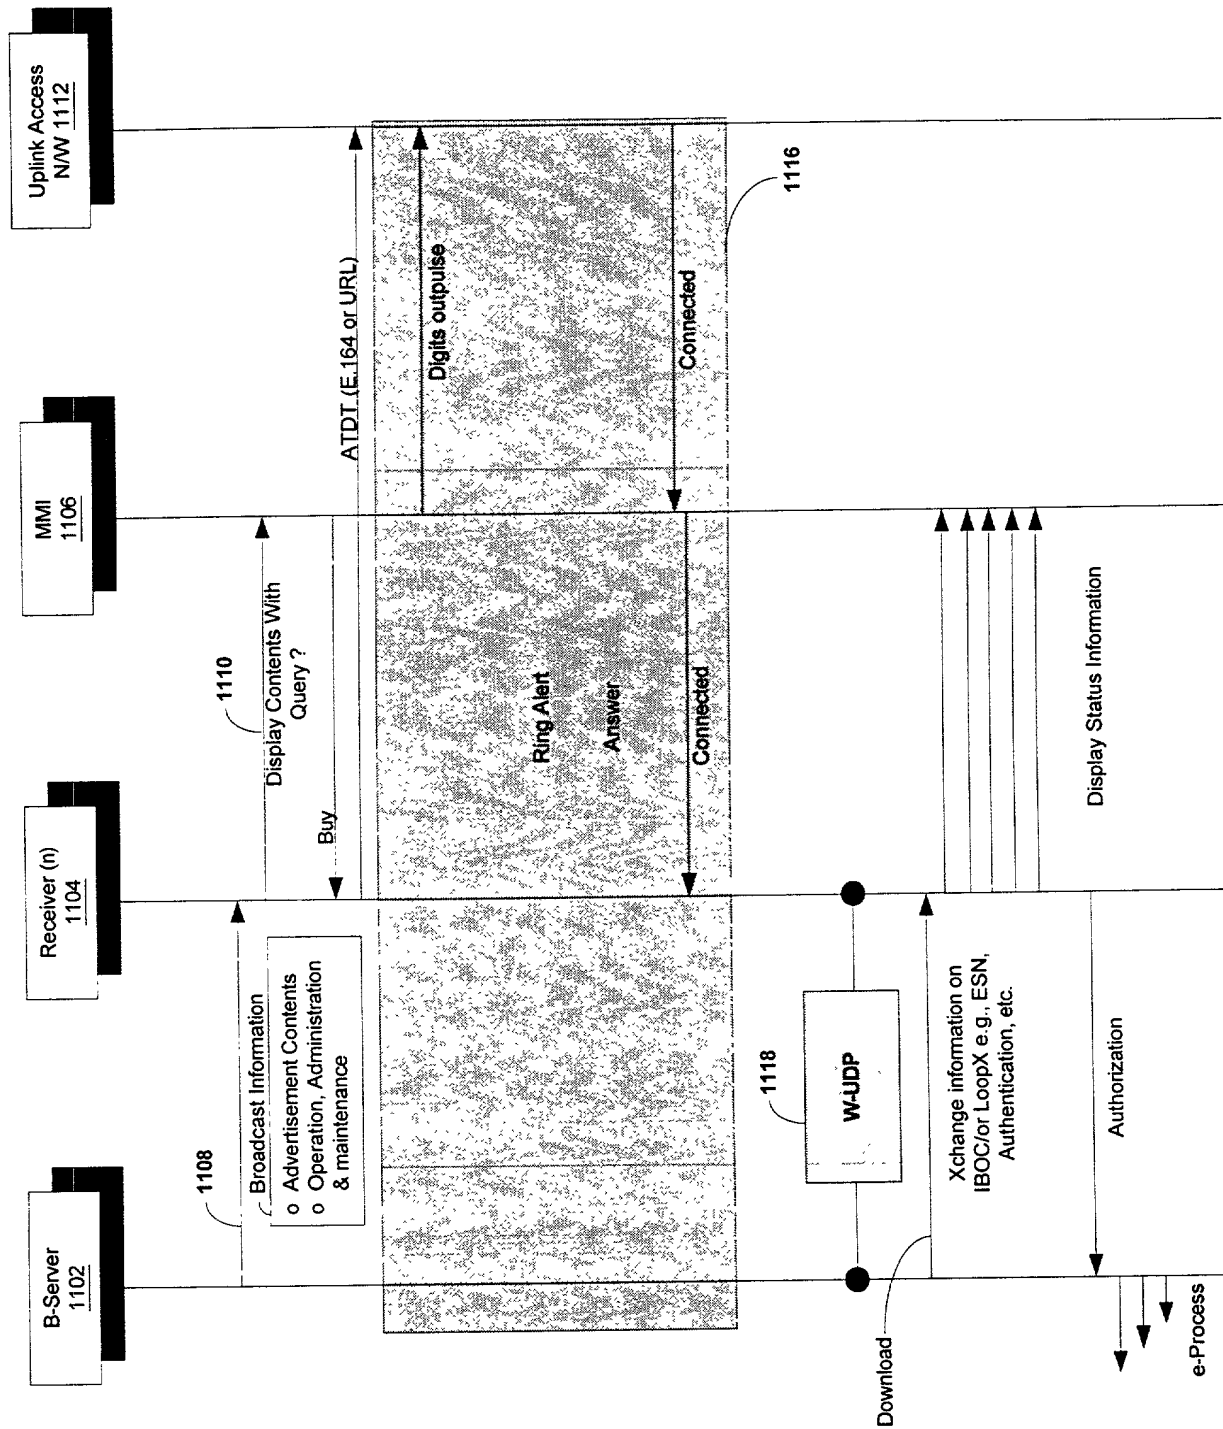 B-Server
1102
Receiver (n)
1104
MMI
1106
Uplink Access
N/W 1112
1108
Broadcast Information
o Advertisement Contents
o Operation, Administration
& maintenance
1110
Display Contents With
Query ?
Buy
ATDT (E.164 or URL)
Digits outpulse
Ring Alert
Answer
Connected
Connected
1116
1118
W-UDP
Download
Xchange information on
IBOC/or LoopX e.g., ESN,
Authentication, etc.
Display Status Information
Authorization
e-Process